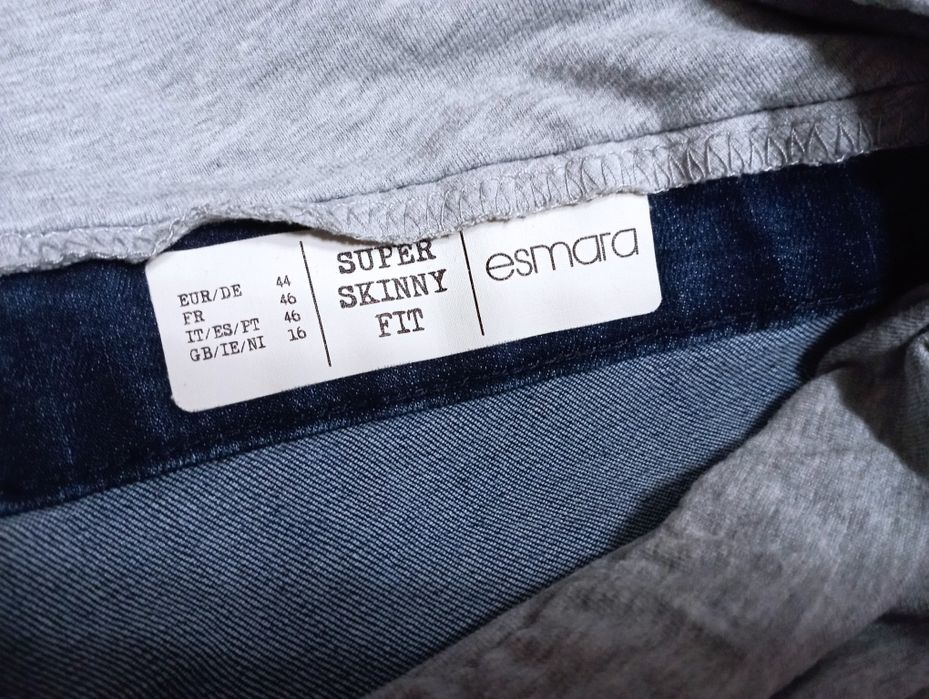 EUR/DE 44
FR 46
IT/ES/PT 46
GB/IE/NI 16
SUPER
SKINNY
FIT
esmara